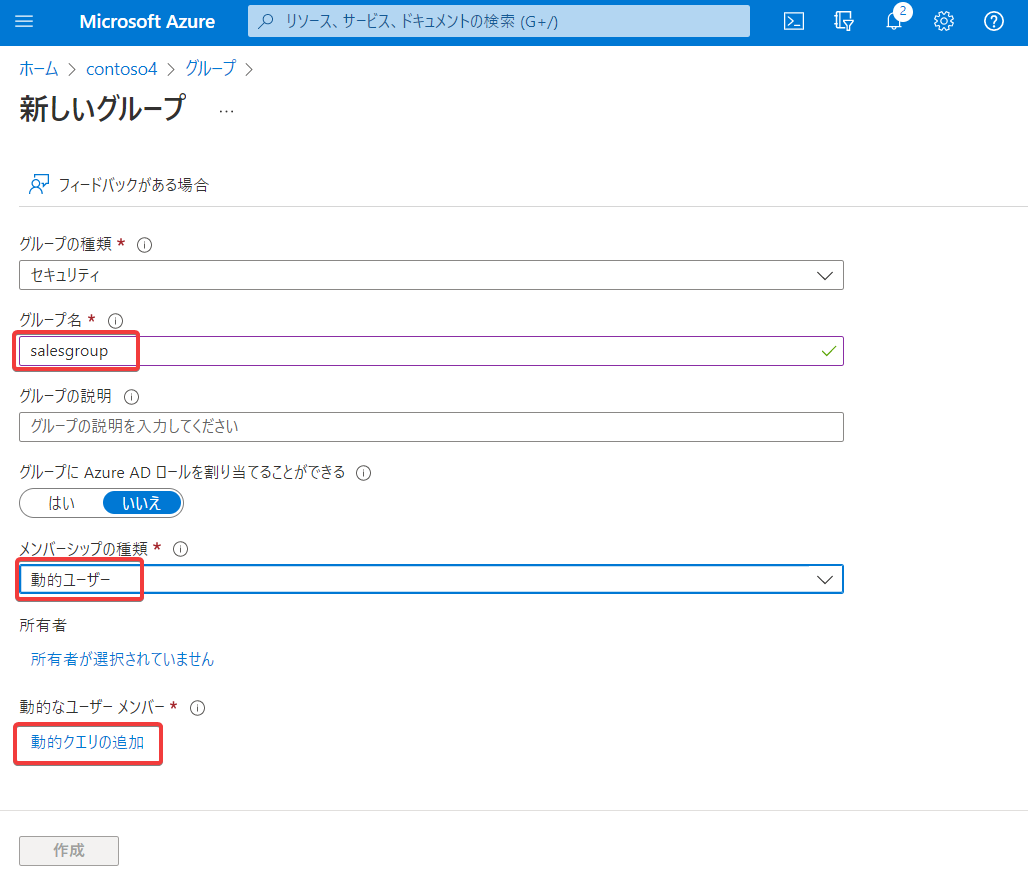 Microsoft Azure
リソース、サービス、ドキュメントの検索 (G+/)
2
ホーム > contoso4 > グループ >
新しいグループ ...
フィードバックがある場合
グループの種類 *
セキュリティ
グループ名 *
salesgroup
グループの説明
グループの説明を入力してください
グループに Azure AD ロールを割り当てることができる
はい いいえ
メンバーシップの種類 *
動的ユーザー
所有者
所有者が選択されていません
動的なユーザー メンバー *
動的クエリの追加
作成